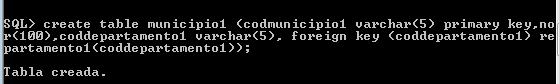 SQL> create table municipio1 (codmunicipio1 varchar(5) primary key,no
r(100),coddepartamento1 varchar(5), foreign key (coddepartamento1) re
partamento1(coddepartamento1));
Tabla creada.